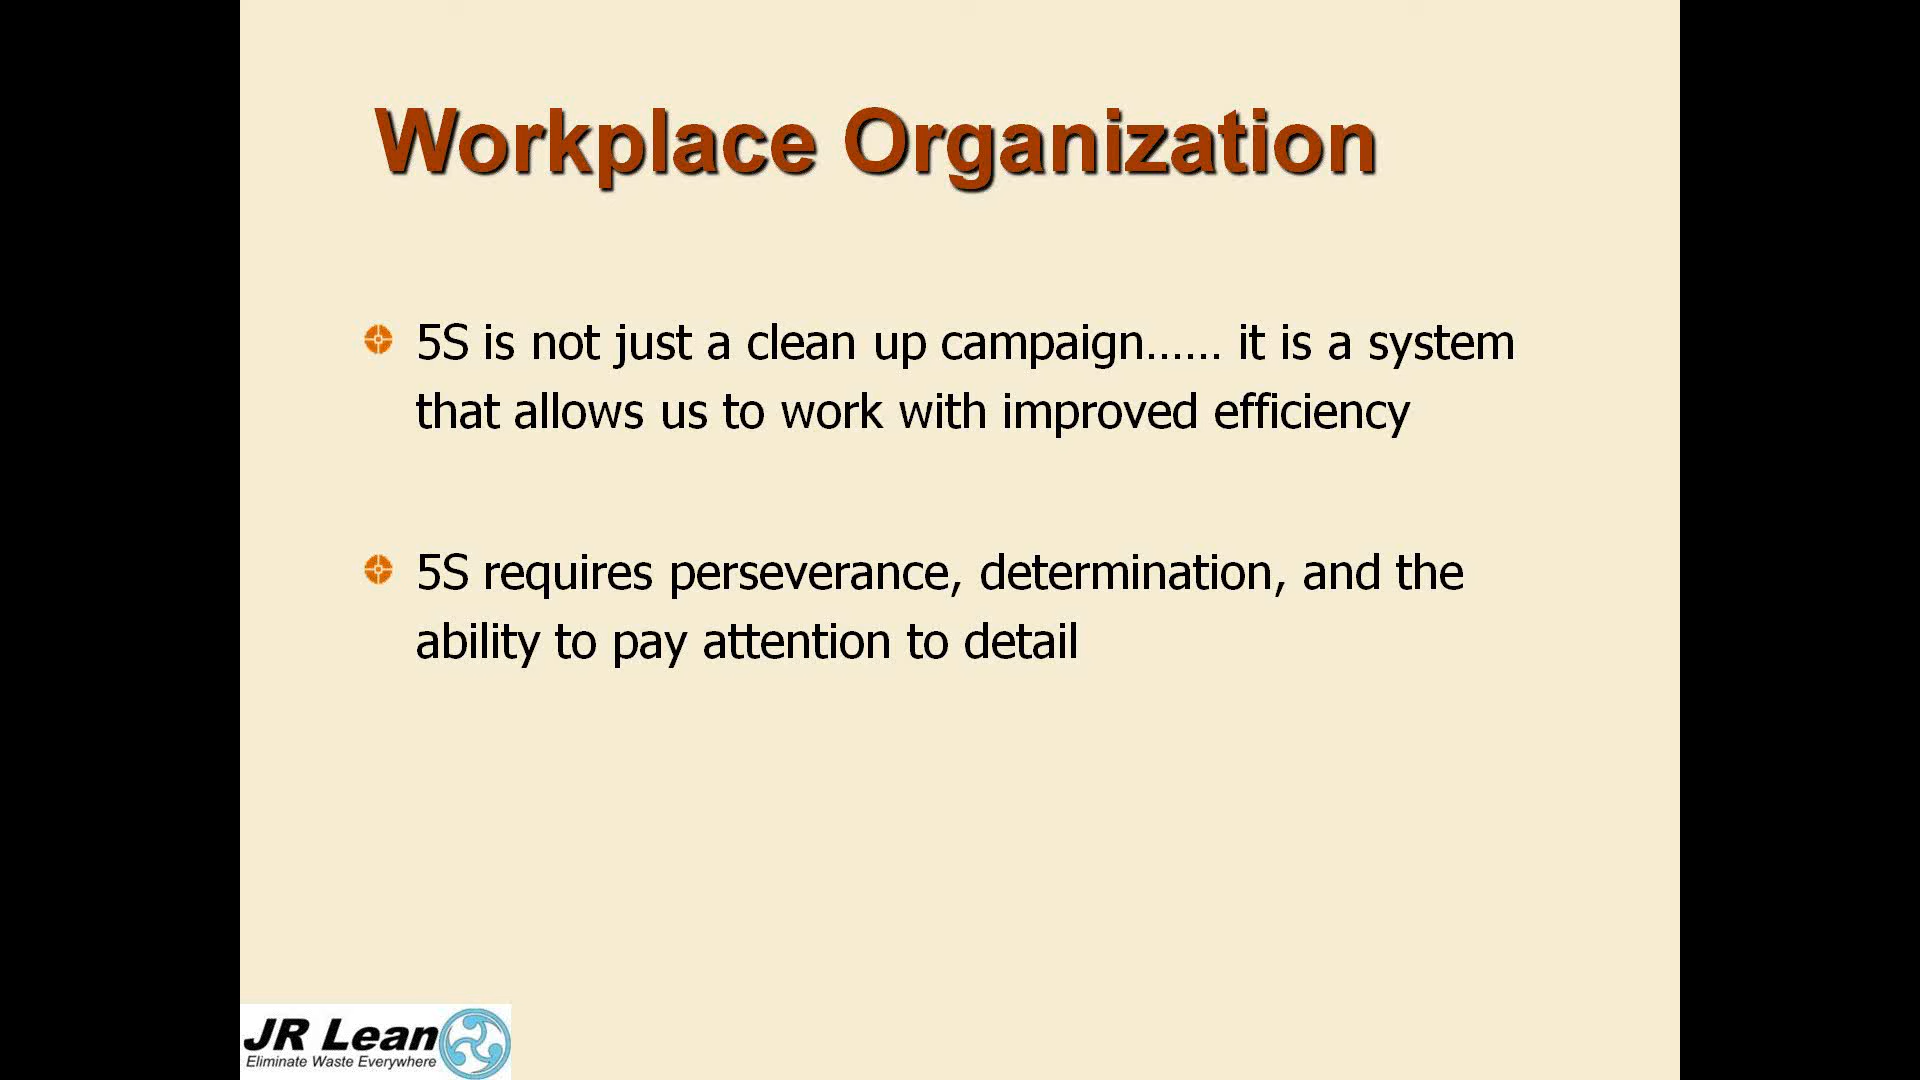 Workplace Organization
5S is not just a clean up campaign...... it is a system
that allows us to work with improved efficiency
5S requires perseverance, determination, and the
ability to pay attention to detail
JR Lean
Eliminate Waste Everywhere